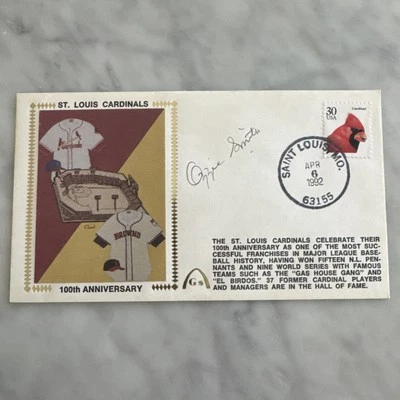 ST. LOUIS CARDINALS
Cardinals
BROWNS
100th ANNIVERSARY
Ozzie Smith
30
USA
Cardinal
SAINT LOUIS, MO.
APR
6
1992
63155
Gs
THE ST. LOUIS CARDINALS CELEBRATE THEIR
100th ANNIVERSARY AS ONE OF THE MOST SUC-
CESSFUL FRANCHISES IN MAJOR LEAGUE BASE-
BALL HISTORY, HAVING WON FIFTEEN N.L. PEN-
NANTS AND NINE WORLD SERIES WITH FAMOUS
TEAMS SUCH AS THE "GAS HOUSE GANG" AND
"EL BIRDOS." 37 FORMER CARDINAL PLAYERS
AND MANAGERS ARE IN THE HALL OF FAME.